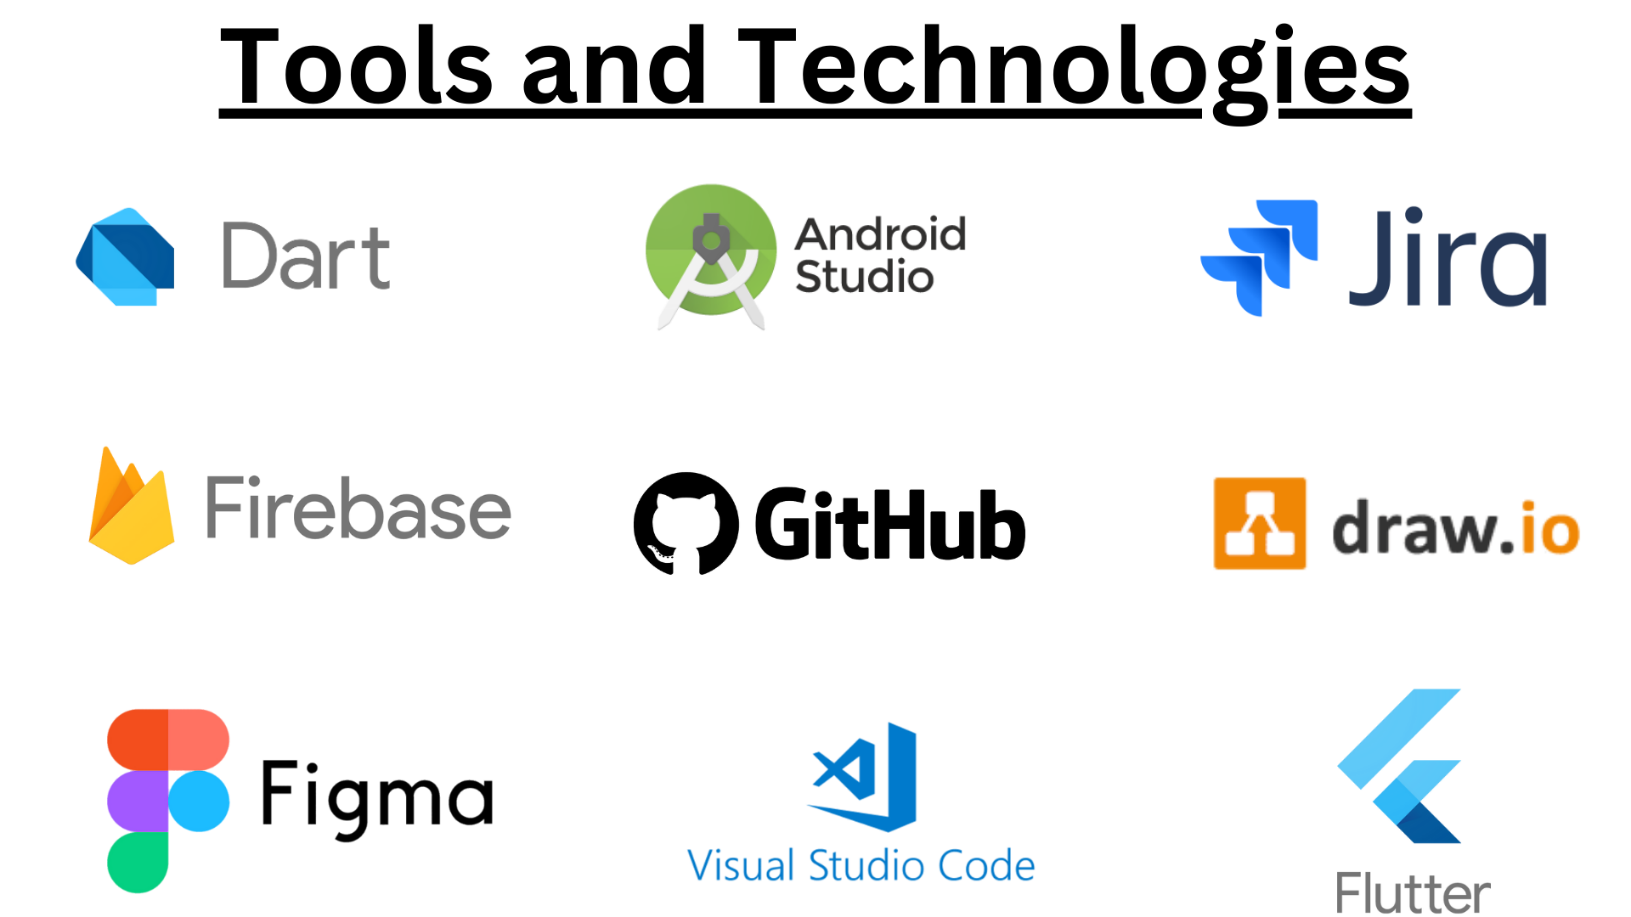 Tools and Technologies
Dart
Android
Studio
Jira
Firebase
GitHub
draw.io
Figma
Visual Studio Code
Flutter